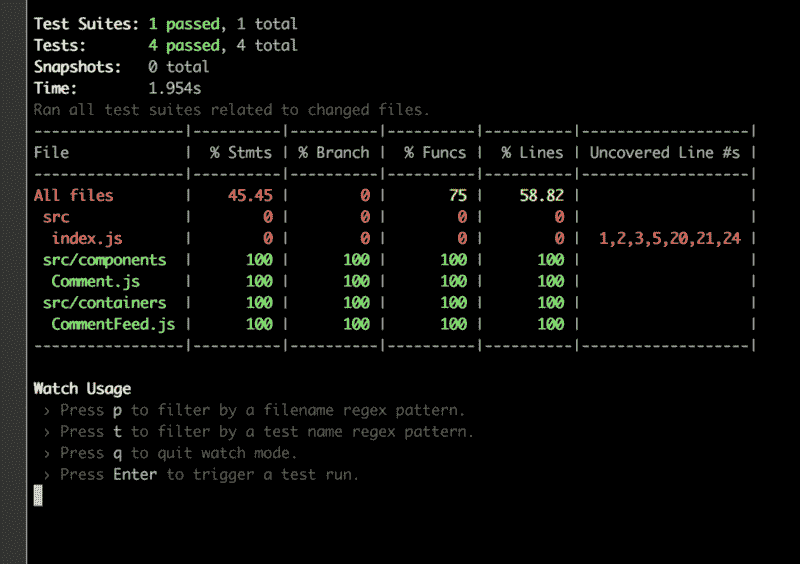 Test Suites: 1 passed, 1 total
Tests:       4 passed, 4 total
Snapshots:   0 total
Time:        1.954s
Ran all test suites related to changed files.
-----------------|----------|----------|----------|----------|-------------------|
File             |  % Stmts | % Branch |  % Funcs |  % Lines | Uncovered Line #s |
-----------------|----------|----------|----------|----------|-------------------|
All files        |    45.45 |        0 |       75 |    58.82 |                   |
 src             |        0 |        0 |        0 |        0 |                   |
  index.js       |        0 |        0 |        0 |        0 |  1,2,3,5,20,21,24 |
 src/components  |      100 |      100 |      100 |      100 |                   |
  Comment.js     |      100 |      100 |      100 |      100 |                   |
 src/containers  |      100 |      100 |      100 |      100 |                   |
  CommentFeed.js |      100 |      100 |      100 |      100 |                   |
-----------------|----------|----------|----------|----------|-------------------|
Watch Usage
 › Press p to filter by a filename regex pattern.
 › Press t to filter by a test name regex pattern.
 › Press q to quit watch mode.
 › Press Enter to trigger a test run.